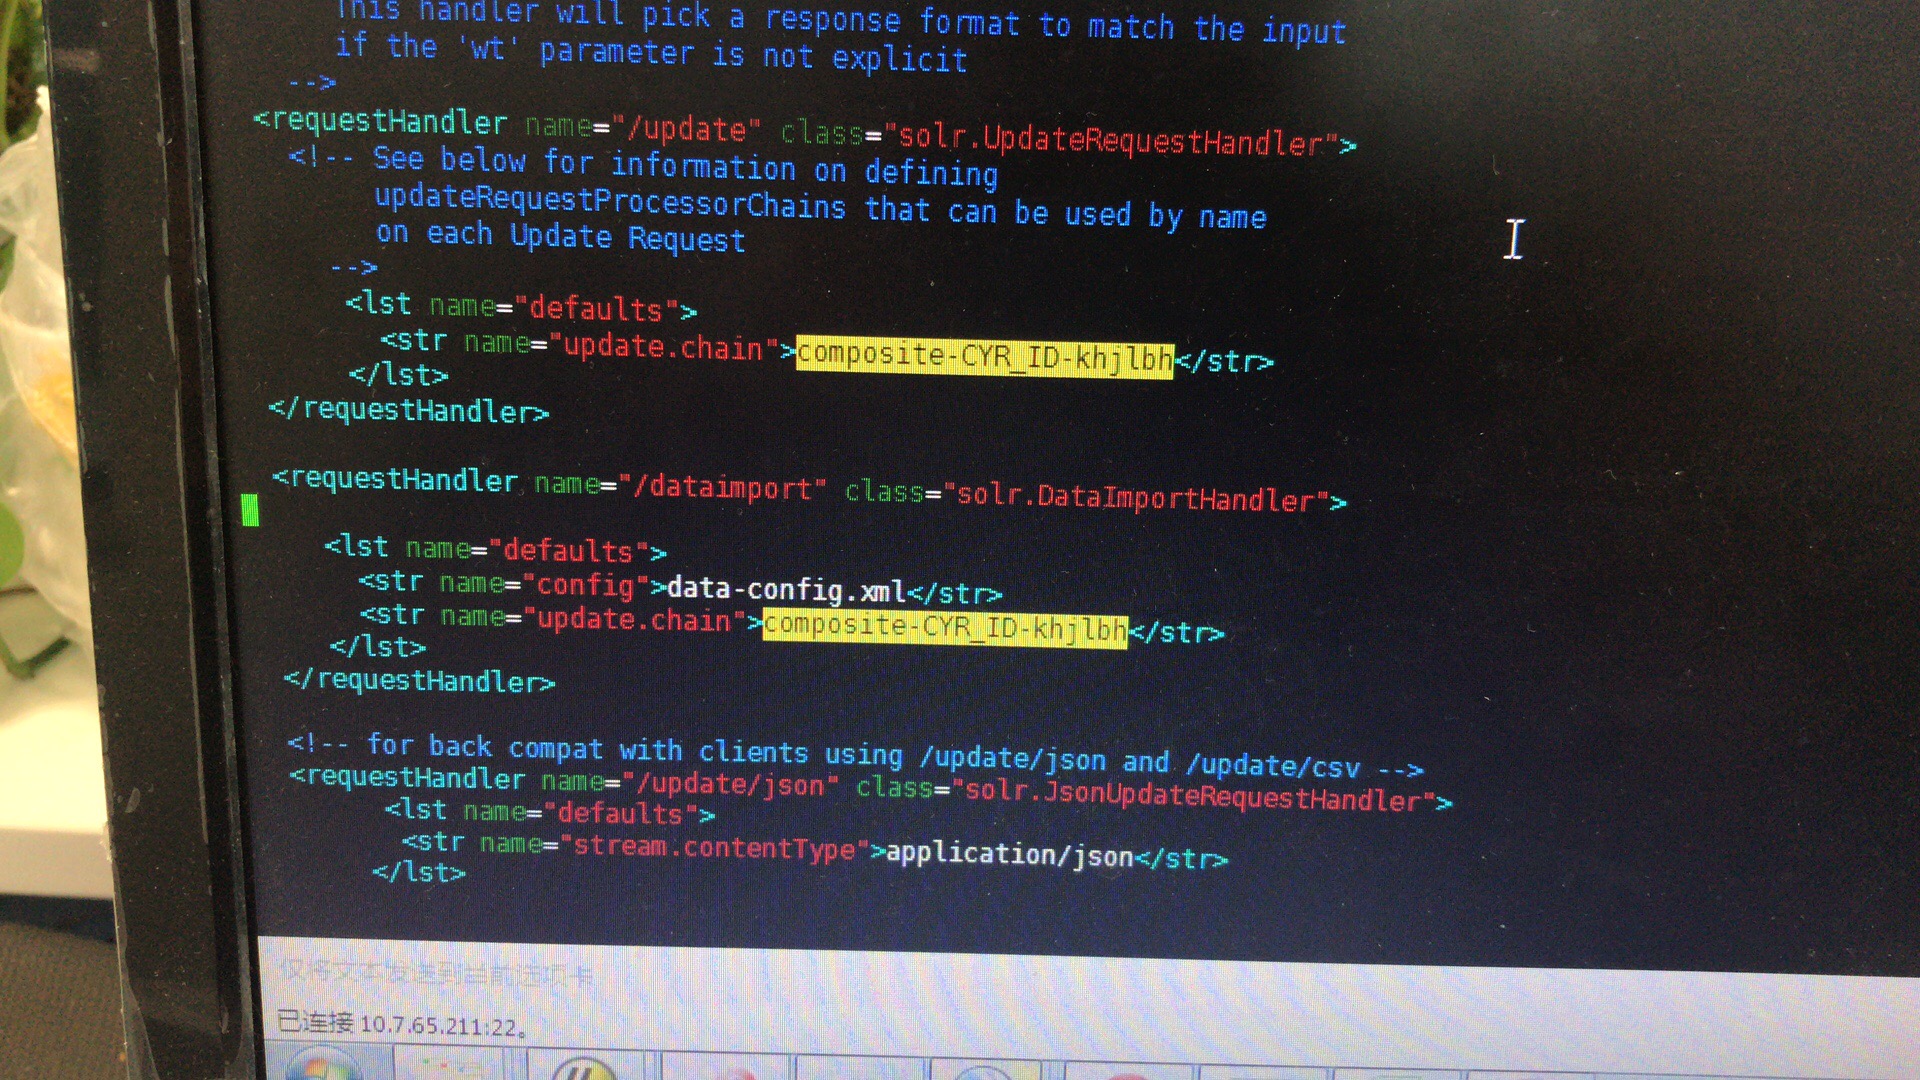 This handler will pick a response format to match the input
if the 'wt' parameter is not explicit
-->
<requestHandler name="/update" class="solr.UpdateRequestHandler">
<!-- See below for information on defining
updateRequestProcessorChains that can be used by name
on each Update Request
-->
<lst name="defaults">
<str name="update.chain">composite-CYR_ID-khjlbh</str>
</lst>
</requestHandler>
<requestHandler name="/dataimport" class="solr.DataImportHandler">
<lst name="defaults">
<str name="config">data-config.xml</str>
<str name="update.chain">composite-CYR_ID-khjlbh</str>
</lst>
</requestHandler>
<!-- for back compat with clients using /update/json and /update/csv -->
<requestHandler name="/update/json" class="solr.JsonUpdateRequestHandler">
<lst name="defaults">
<str name="stream.contentType">application/json</str>
</lst>
仅将文本发送到当前选项卡
已连接 10.7.65.211:22。